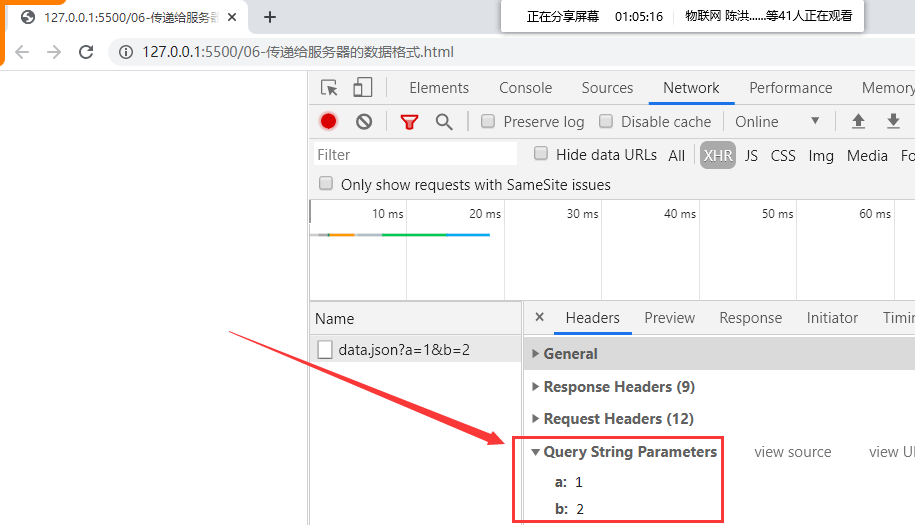 127.0.0.1:5500/06-传递给服务器
正在分享屏幕 01:05:16 物联网 陈洪......等41人正在观看
127.0.0.1:5500/06-传递给服务器的数据格式.html
Elements Console Sources Network Performance Memory
Preserve log Disable cache Online
Filter Hide data URLs All XHR JS CSS Img Media Fo
Only show requests with SameSite issues
10 ms 20 ms 30 ms 40 ms 50 ms 60 ms
Name
data.json?a=1&b=2
× Headers Preview Response Initiator Timin
General
Response Headers (9)
Request Headers (12)
Query String Parameters view source view U
a: 1
b: 2